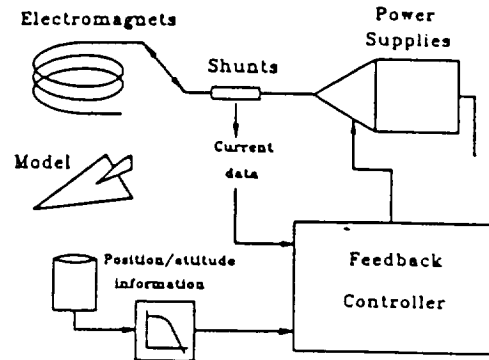 Electromagnets
Power
Supplies
Shunts
Current
data
Model
Position/attitude
information
Feedback
Controller